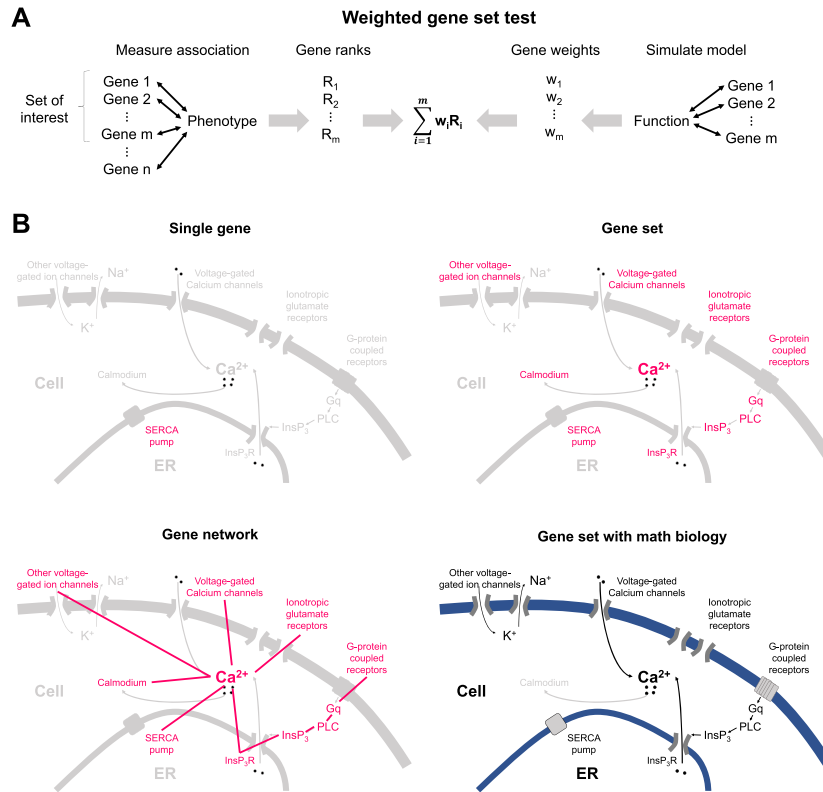 A
Weighted gene set test
Measure association
Gene ranks
Gene weights
Simulate model
Set of
interest
Gene 1
Gene 2
⋮
Gene m
⋮
Gene n
Phenotype
R1
R2
⋮
Rm
m
∑ wiRi
i=1
w1
w2
⋮
wm
Function
Gene 1
Gene 2
⋮
Gene m
B
Single gene
Other voltage-
gated ion channels
Na+
K+
Voltage-gated
Calcium channels
Ionotropic
glutamate
receptors
G-protein
coupled
receptors
Cell
Calmodium
Ca2+
Gq
PLC
InsP3
SERCA
pump
InsP3R
ER
Gene set
Other voltage-
gated ion channels
Na+
K+
Voltage-gated
Calcium channels
Ionotropic
glutamate
receptors
G-protein
coupled
receptors
Cell
Calmodium
Ca2+
Gq
PLC
InsP3
SERCA
pump
InsP3R
ER
Gene network
Other voltage-
gated ion channels
Na+
K+
Voltage-gated
Calcium channels
Ionotropic
glutamate
receptors
G-protein
coupled
receptors
Cell
Calmodium
Ca2+
Gq
PLC
InsP3
SERCA
pump
InsP3R
ER
Gene set with math biology
Other voltage-
gated ion channels
Na+
K+
Voltage-gated
Calcium channels
Ionotropic
glutamate
receptors
G-protein
coupled
receptors
Cell
Calmodium
Ca2+
Gq
PLC
InsP3
SERCA
pump
InsP3R
ER